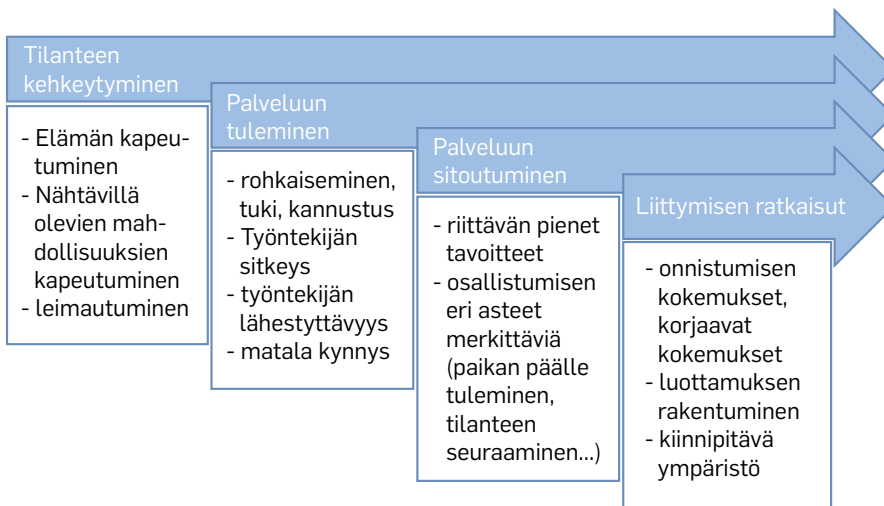 Tilanteen
kehkeytyminen
- Elämän kapeu-
tuminen
- Nähtävillä
olevien mah-
dollisuuksien
kapeutuminen
- leimautuminen
Palveluun
tuleminen
- rohkaiseminen,
tuki, kannustus
- Työntekijän
sitkeys
- työntekijän
lähestyttävyys
- matala kynnys
Palveluun
sitoutuminen
- riittävän pienet
tavoitteet
- osallistumisen
eri asteet
merkittäviä
(paikan päälle
tuleminen,
tilanteen
seuraaminen...)
Liittymisen ratkaisut
- onnistumisen
kokemukset,
korjaavat
kokemukset
- luottamuksen
rakentuminen
- kiinnipitävä
ympäristö